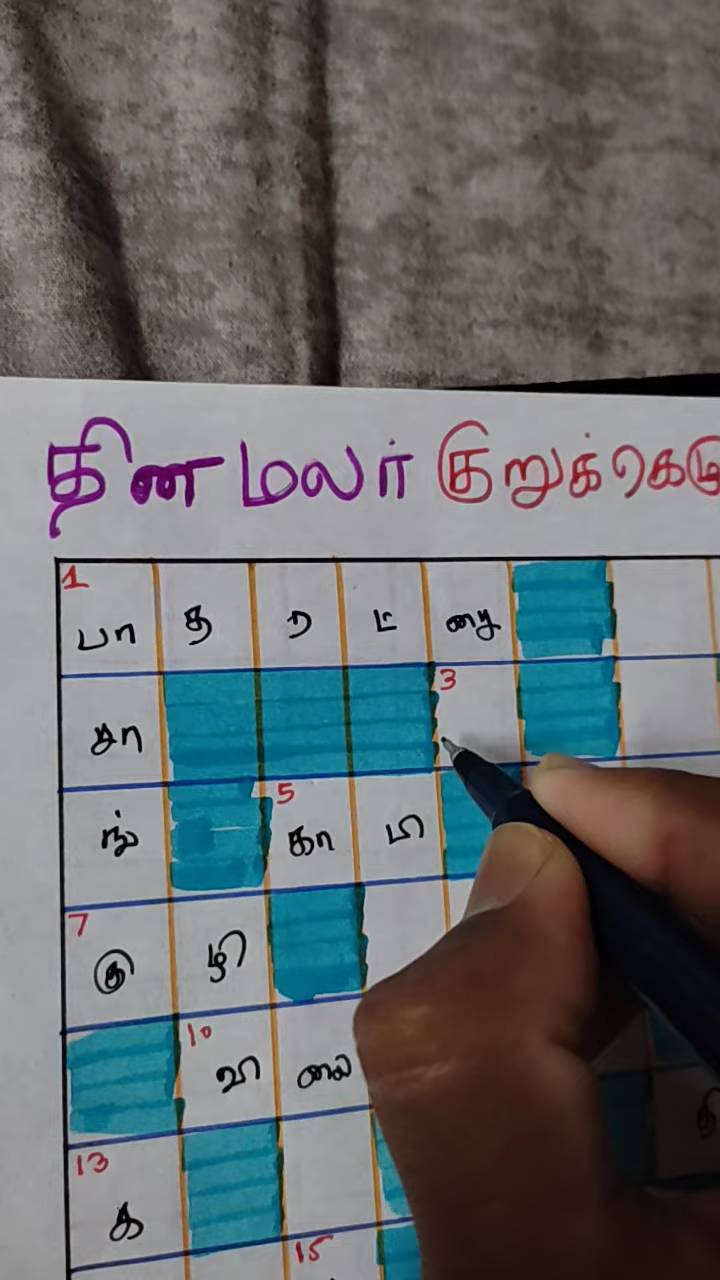 தினமலர் குறுக்கெழு
1
பா த ற ட் டை
சா 3
ங் 5 கா பி
7 கு ழி
10 வி லை
13 க
15